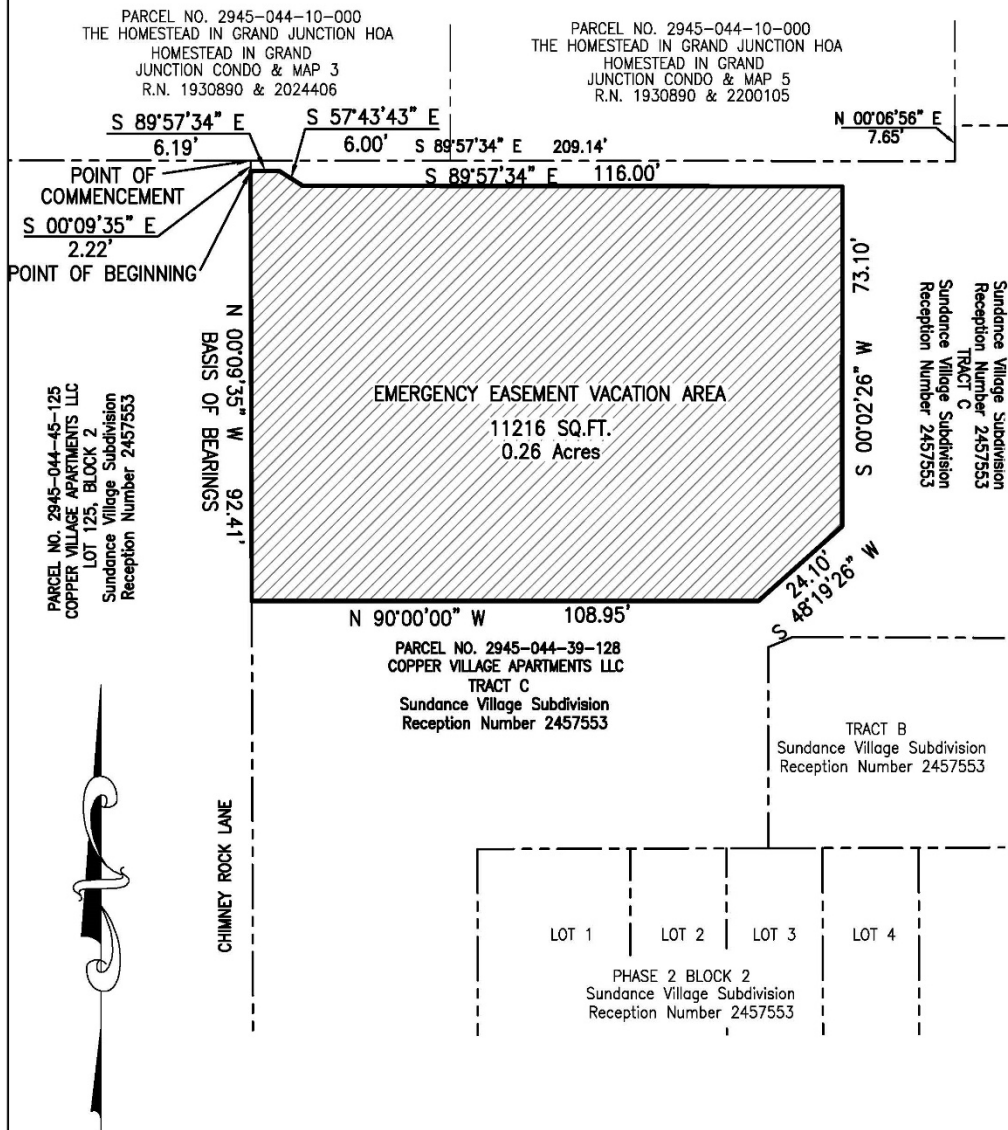 PARCEL NO. 2945-044-10-000
THE HOMESTEAD IN GRAND JUNCTION HOA
HOMESTEAD IN GRAND
JUNCTION CONDO & MAP 3
R.N. 1930890 & 2024406
PARCEL NO. 2945-044-10-000
THE HOMESTEAD IN GRAND JUNCTION HOA
HOMESTEAD IN GRAND
JUNCTION CONDO & MAP 5
R.N. 1930890 & 2200105
S 89°57'34" E
6.19'
S 57°43'43" E
6.00'
S 89°57'34" E 209.14'
N 00°06'56" E
7.65'
POINT OF
COMMENCEMENT
S 89°57'34" E 116.00'
S 00°09'35" E
2.22'
POINT OF BEGINNING
N 00°09'35" W 92.41'
BASIS OF BEARINGS
EMERGENCY EASEMENT VACATION AREA
11216 SQ.FT.
0.26 Acres
S 00°02'26" W 73.10'
Sundance Village Subdivision
Reception Number 2457553
TRACT C
Sundance Village Subdivision
Reception Number 2457553
PARCEL NO. 2945-044-45-125
COPPER VILLAGE APARTMENTS LLC
LOT 125, BLOCK 2
Sundance Village Subdivision
Reception Number 2457553
24.10'
S 48°19'26" W
N 90°00'00" W 108.95'
PARCEL NO. 2945-044-39-128
COPPER VILLAGE APARTMENTS LLC
TRACT C
Sundance Village Subdivision
Reception Number 2457553
TRACT B
Sundance Village Subdivision
Reception Number 2457553
CHIMNEY ROCK LANE
LOT 1
LOT 2
LOT 3
LOT 4
PHASE 2 BLOCK 2
Sundance Village Subdivision
Reception Number 2457553